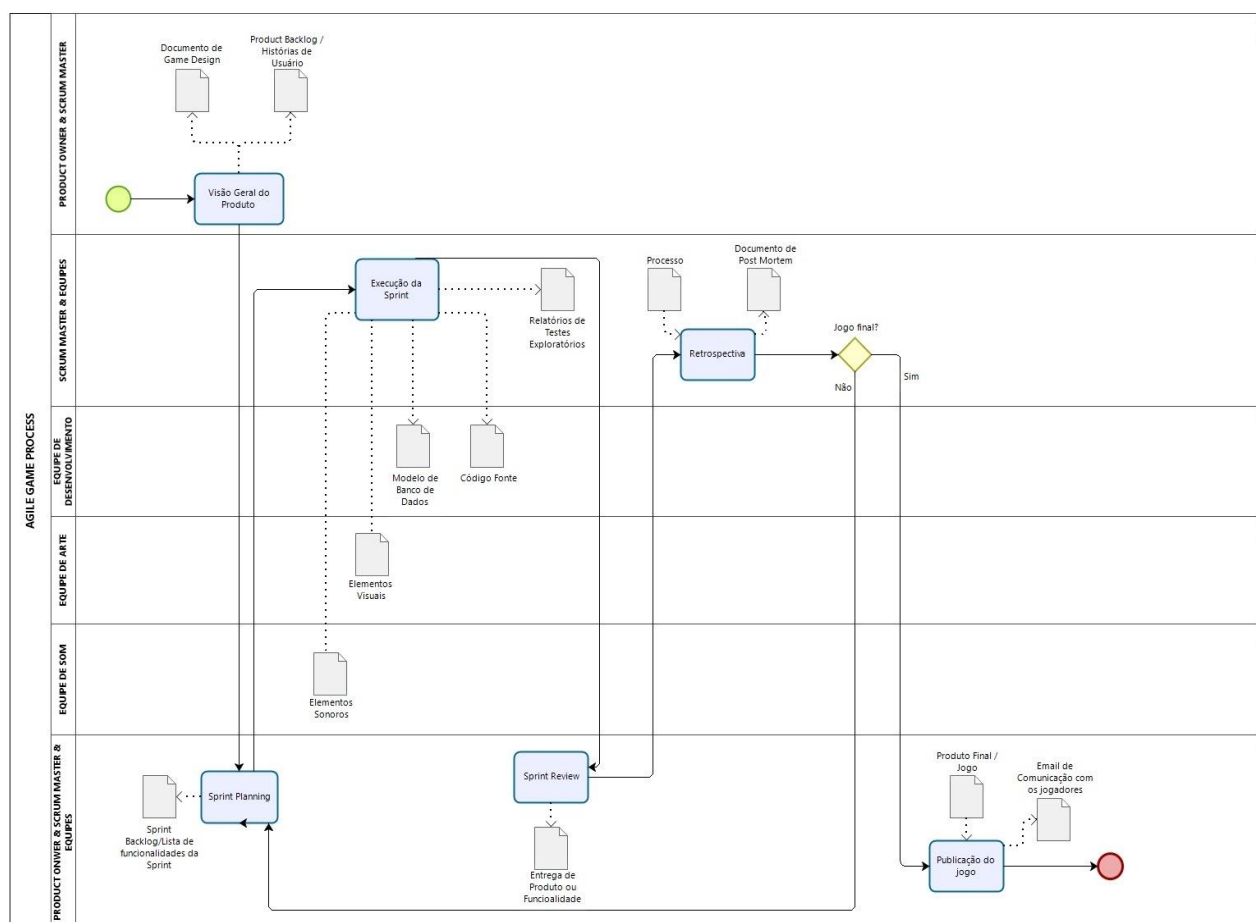 AGILE GAME PROCESS
PRODUCT OWNER & SCRUM MASTER
Documento de
Game Design
Product Backlog /
Histórias de
Usuário
Visão Geral do
Produto
SCRUM MASTER & EQUIPES
Execução da
Sprint
Relatórios de
Testes
Exploratórios
Processo
Documento de
Post Mortem
Retrospectiva
Jogo final?
Não
Sim
EQUIPE DE
DESENVOLVIMENTO
Modelo de
Banco de
Dados
Código Fonte
EQUIPE DE ARTE
Elementos
Visuais
EQUIPE DE SOM
Elementos
Sonoros
PRODUCT ONWER & SCRUM MASTER &
EQUIPES
Sprint Planning
Sprint
Backlog/Lista de
funcionalidades da
Sprint
Sprint Review
Entrega de
Produto ou
Funcioalidade
Produto Final /
Jogo
Email de
Comunicação com
os jogadores
Publicação do
jogo